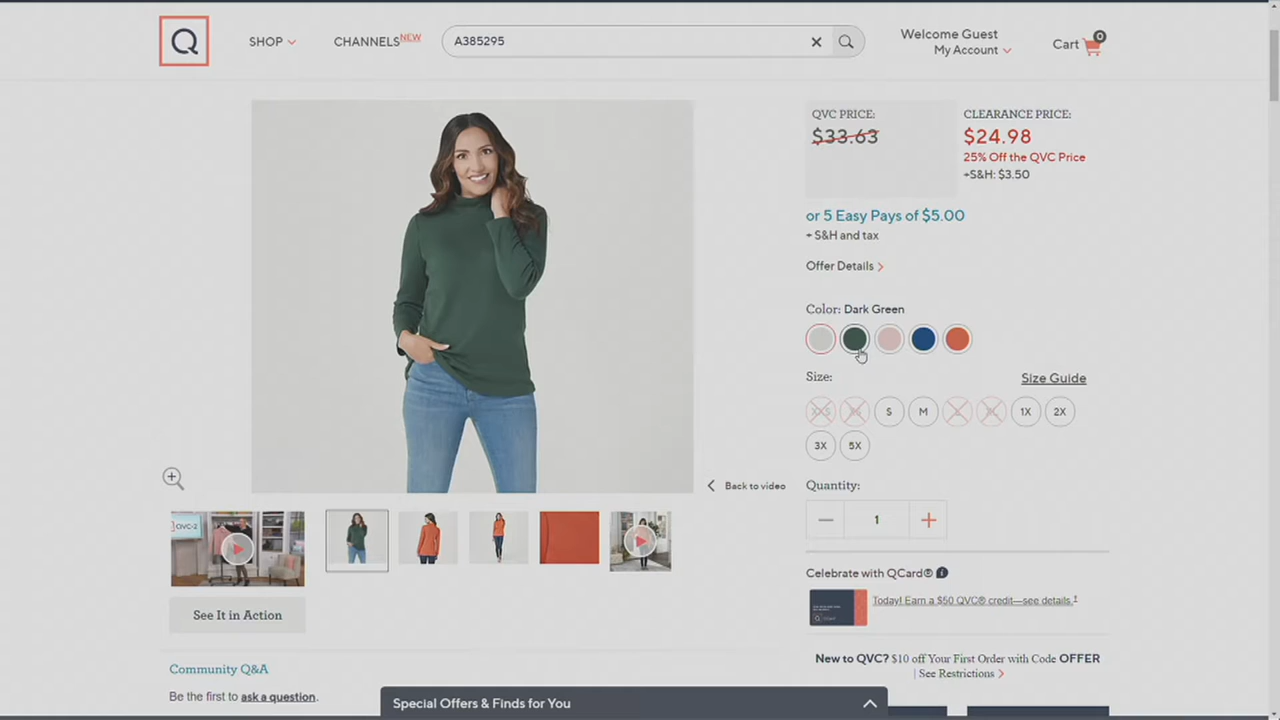 Q
SHOP
CHANNELS NEW
A385295
Welcome Guest
My Account
Cart 0
QVC PRICE:
$33.63
CLEARANCE PRICE:
$24.98
25% Off the QVC Price
+S&H: $3.50
or 5 Easy Pays of $5.00
+ S&H and tax
Offer Details
Color: Dark Green
Size:
Size Guide
S M 1X 2X
3X 5X
Back to video
Quantity:
1
QVC-2
See It in Action
Celebrate with QCard®
Today! Earn a $50 QVC® credit—see details.1
Community Q&A
Be the first to ask a question.
New to QVC? $10 off Your First Order with Code OFFER
| See Restrictions
Special Offers & Finds for You